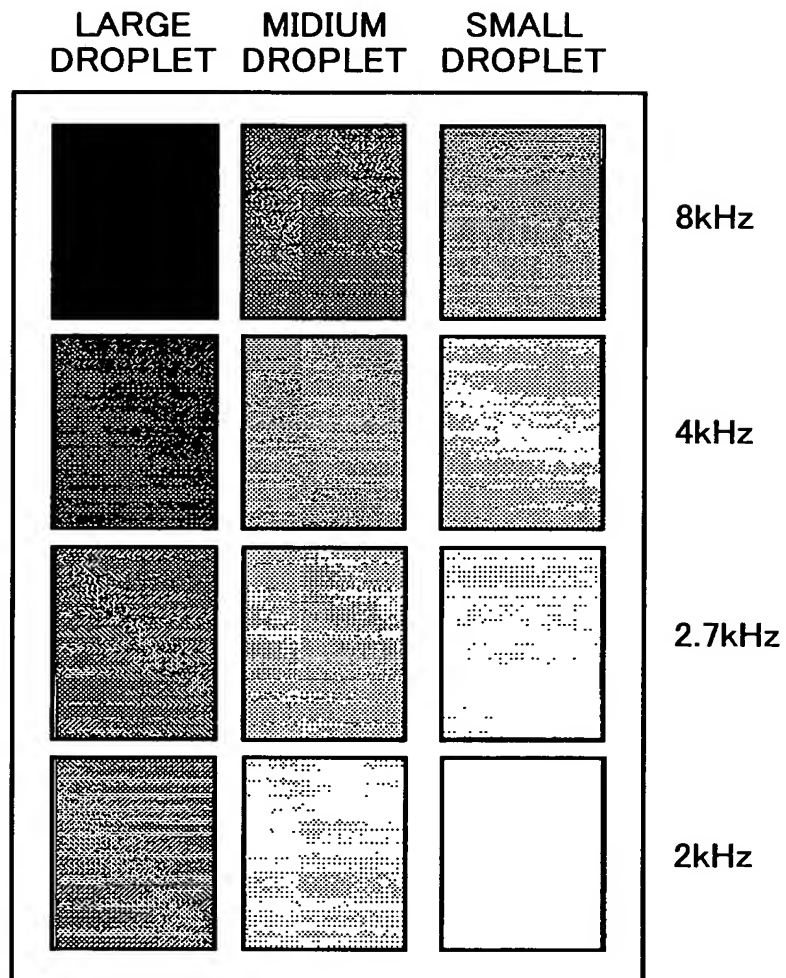 LARGE DROPLET
MIDIUM DROPLET
SMALL DROPLET
8kHz
4kHz
2.7kHz
2kHz